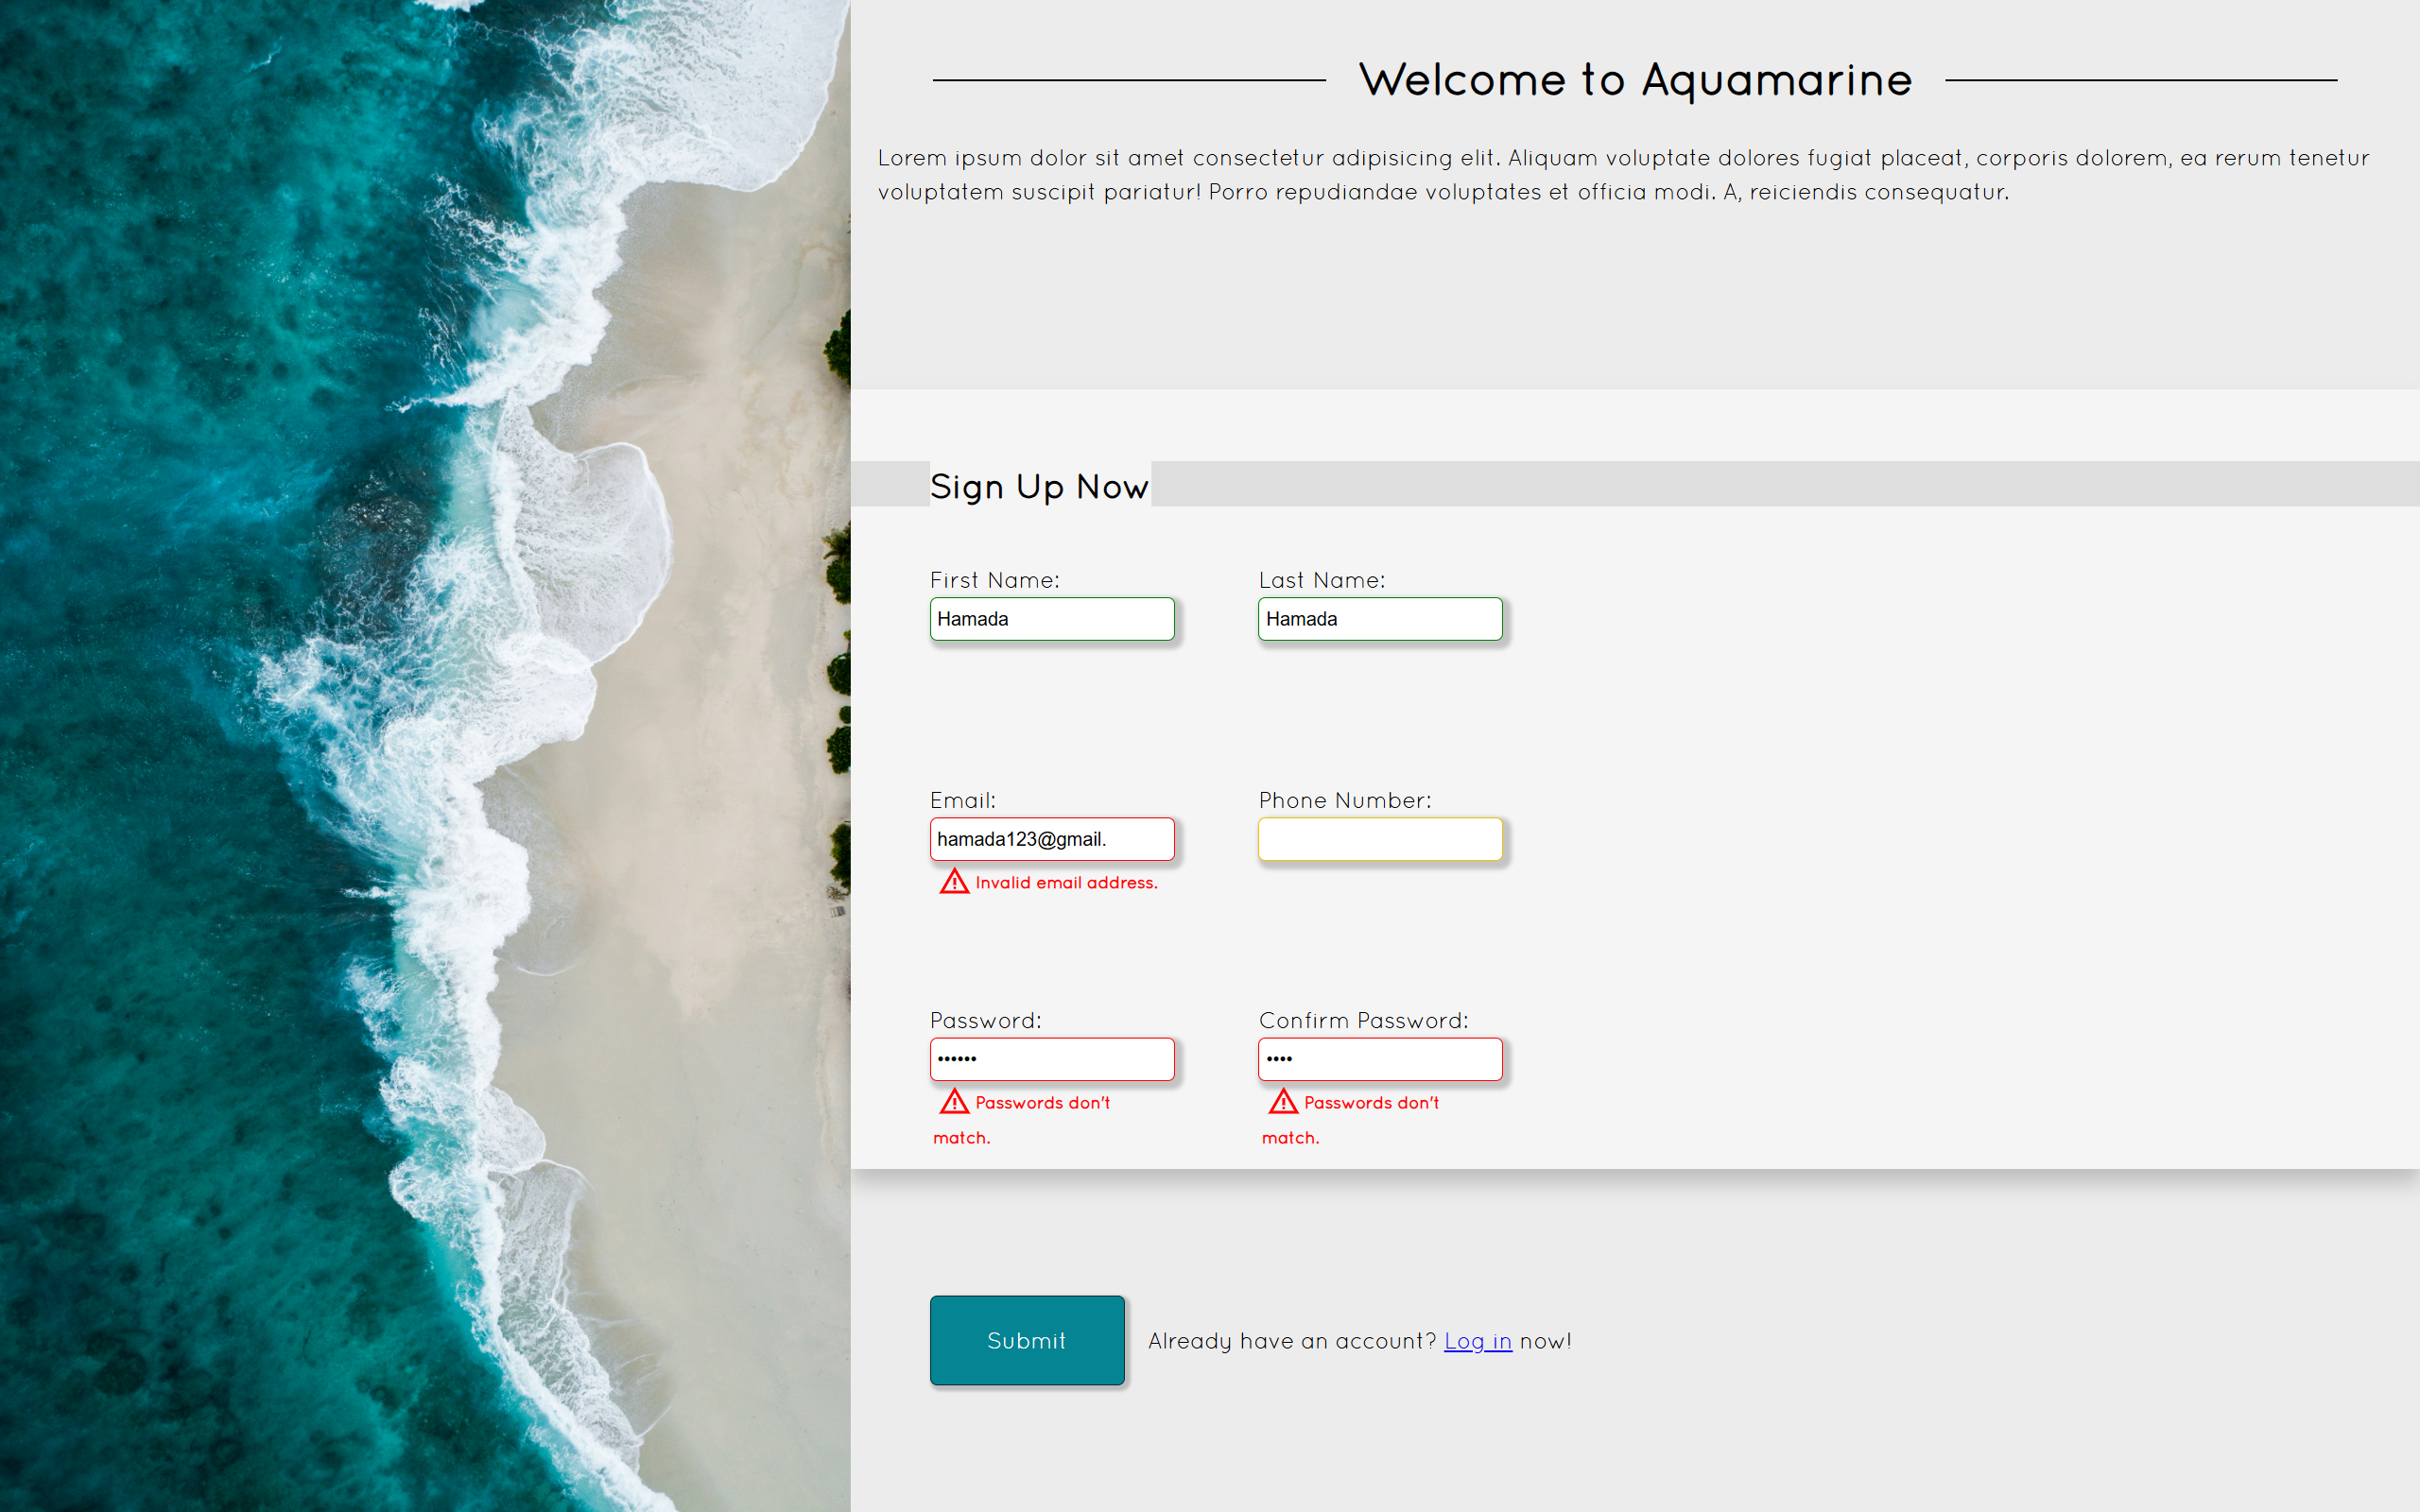 Welcome to Aquamarine
Lorem ipsum dolor sit amet consectetur adipisicing elit. Aliquam voluptate dolores fugiat placeat, corporis dolorem, ea rerum tenetur
voluptatem suscipit pariatur! Porro repudiandae voluptates et officia modi. A, reiciendis consequatur.
Sign Up Now
First Name:
Last Name:
Hamada
Hamada
Email:
Phone Number:
hamada123@gmail.
Invalid email address.
Password:
Confirm Password:
••••••
••••
Passwords don't
match.
Passwords don't
match.
Submit
Already have an account? Log in now!